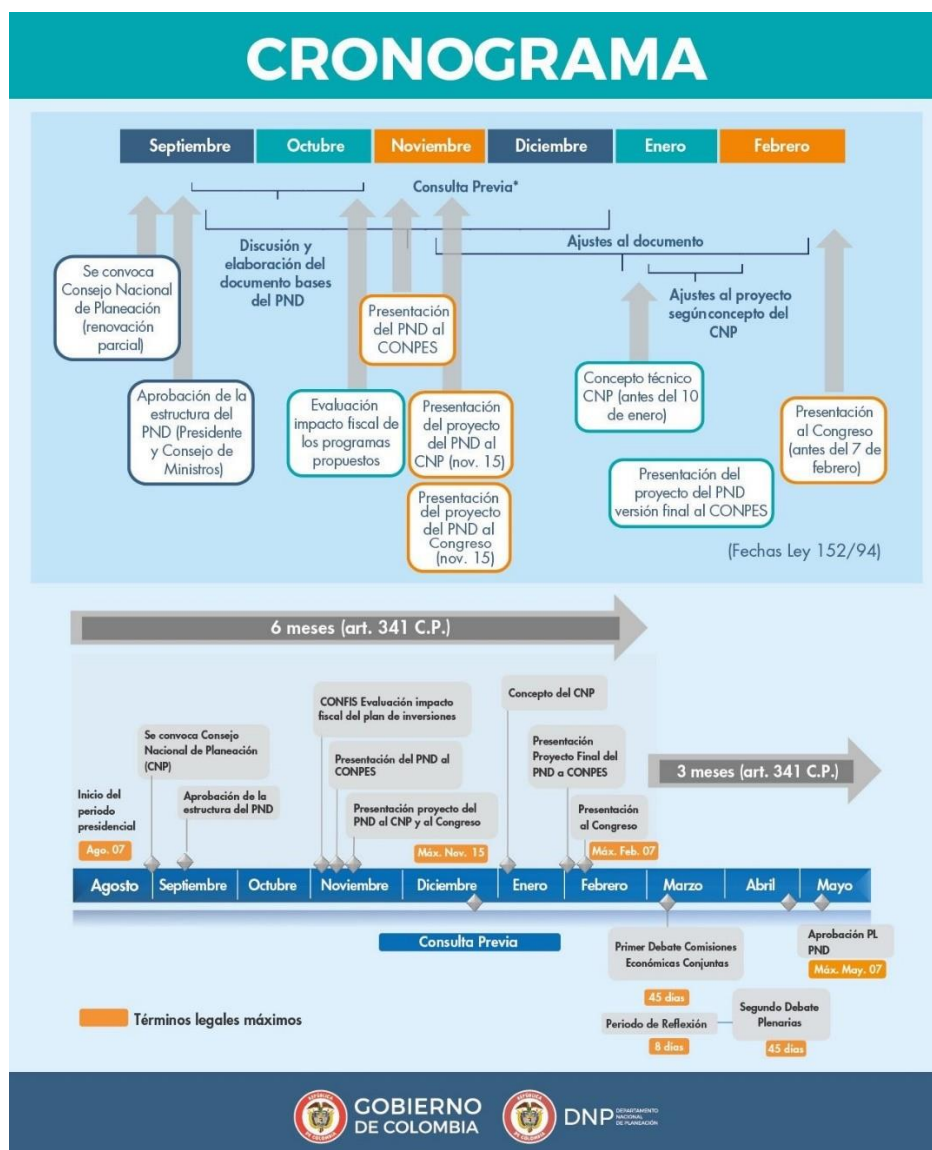 CRONOGRAMA
Septiembre
Octubre
Noviembre
Diciembre
Enero
Febrero
Consulta Previa*
Discusión y
elaboración del
documento bases
del PND
Ajustes al documento
Ajustes al proyecto
según concepto del
CNP
Se convoca
Consejo Nacional
de Planeación
(renovación
parcial)
Presentación
del PND al
CONPES
Aprobación de la
estructura del
PND (Presidente
y Consejo de
Ministros)
Evaluación
impacto fiscal de
los programas
propuestos
Presentación
del proyecto
del PND al
CNP (nov. 15)
Presentación
del proyecto
del PND al
Congreso
(nov. 15)
Concepto técnico
CNP (antes del 10
de enero)
Presentación del
proyecto del PND
versión final al CONPES
Presentación
al Congreso
(antes del 7 de
febrero)
(Fechas Ley 152/94)
6 meses (art. 341 C.P.)
3 meses (art. 341 C.P.)
Inicio del
periodo
presidencial
Ago. 07
Se convoca Consejo
Nacional de Planeación
(CNP)
Aprobación de la
estructura del PND
CONFIS Evaluación impacto
fiscal del plan de inversiones
Presentación del PND al
CONPES
Presentación proyecto del
PND al CNP y al Congreso
Máx. Nov. 15
Concepto del CNP
Presentación
Proyecto Final del
PND a CONPES
Presentación
al Congreso
Máx. Feb. 07
Agosto
Septiembre
Octubre
Noviembre
Diciembre
Enero
Febrero
Marzo
Abril
Mayo
Consulta Previa
Primer Debate Comisiones
Económicas Conjuntas
45 días
Periodo de Reflexión
8 días
Segundo Debate
Plenarias
45 días
Aprobación PL
PND
Máx. May. 07
Términos legales máximos
GOBIERNO
DE COLOMBIA
DNP
DEPARTAMENTO
NACIONAL
DE PLANEACIÓN